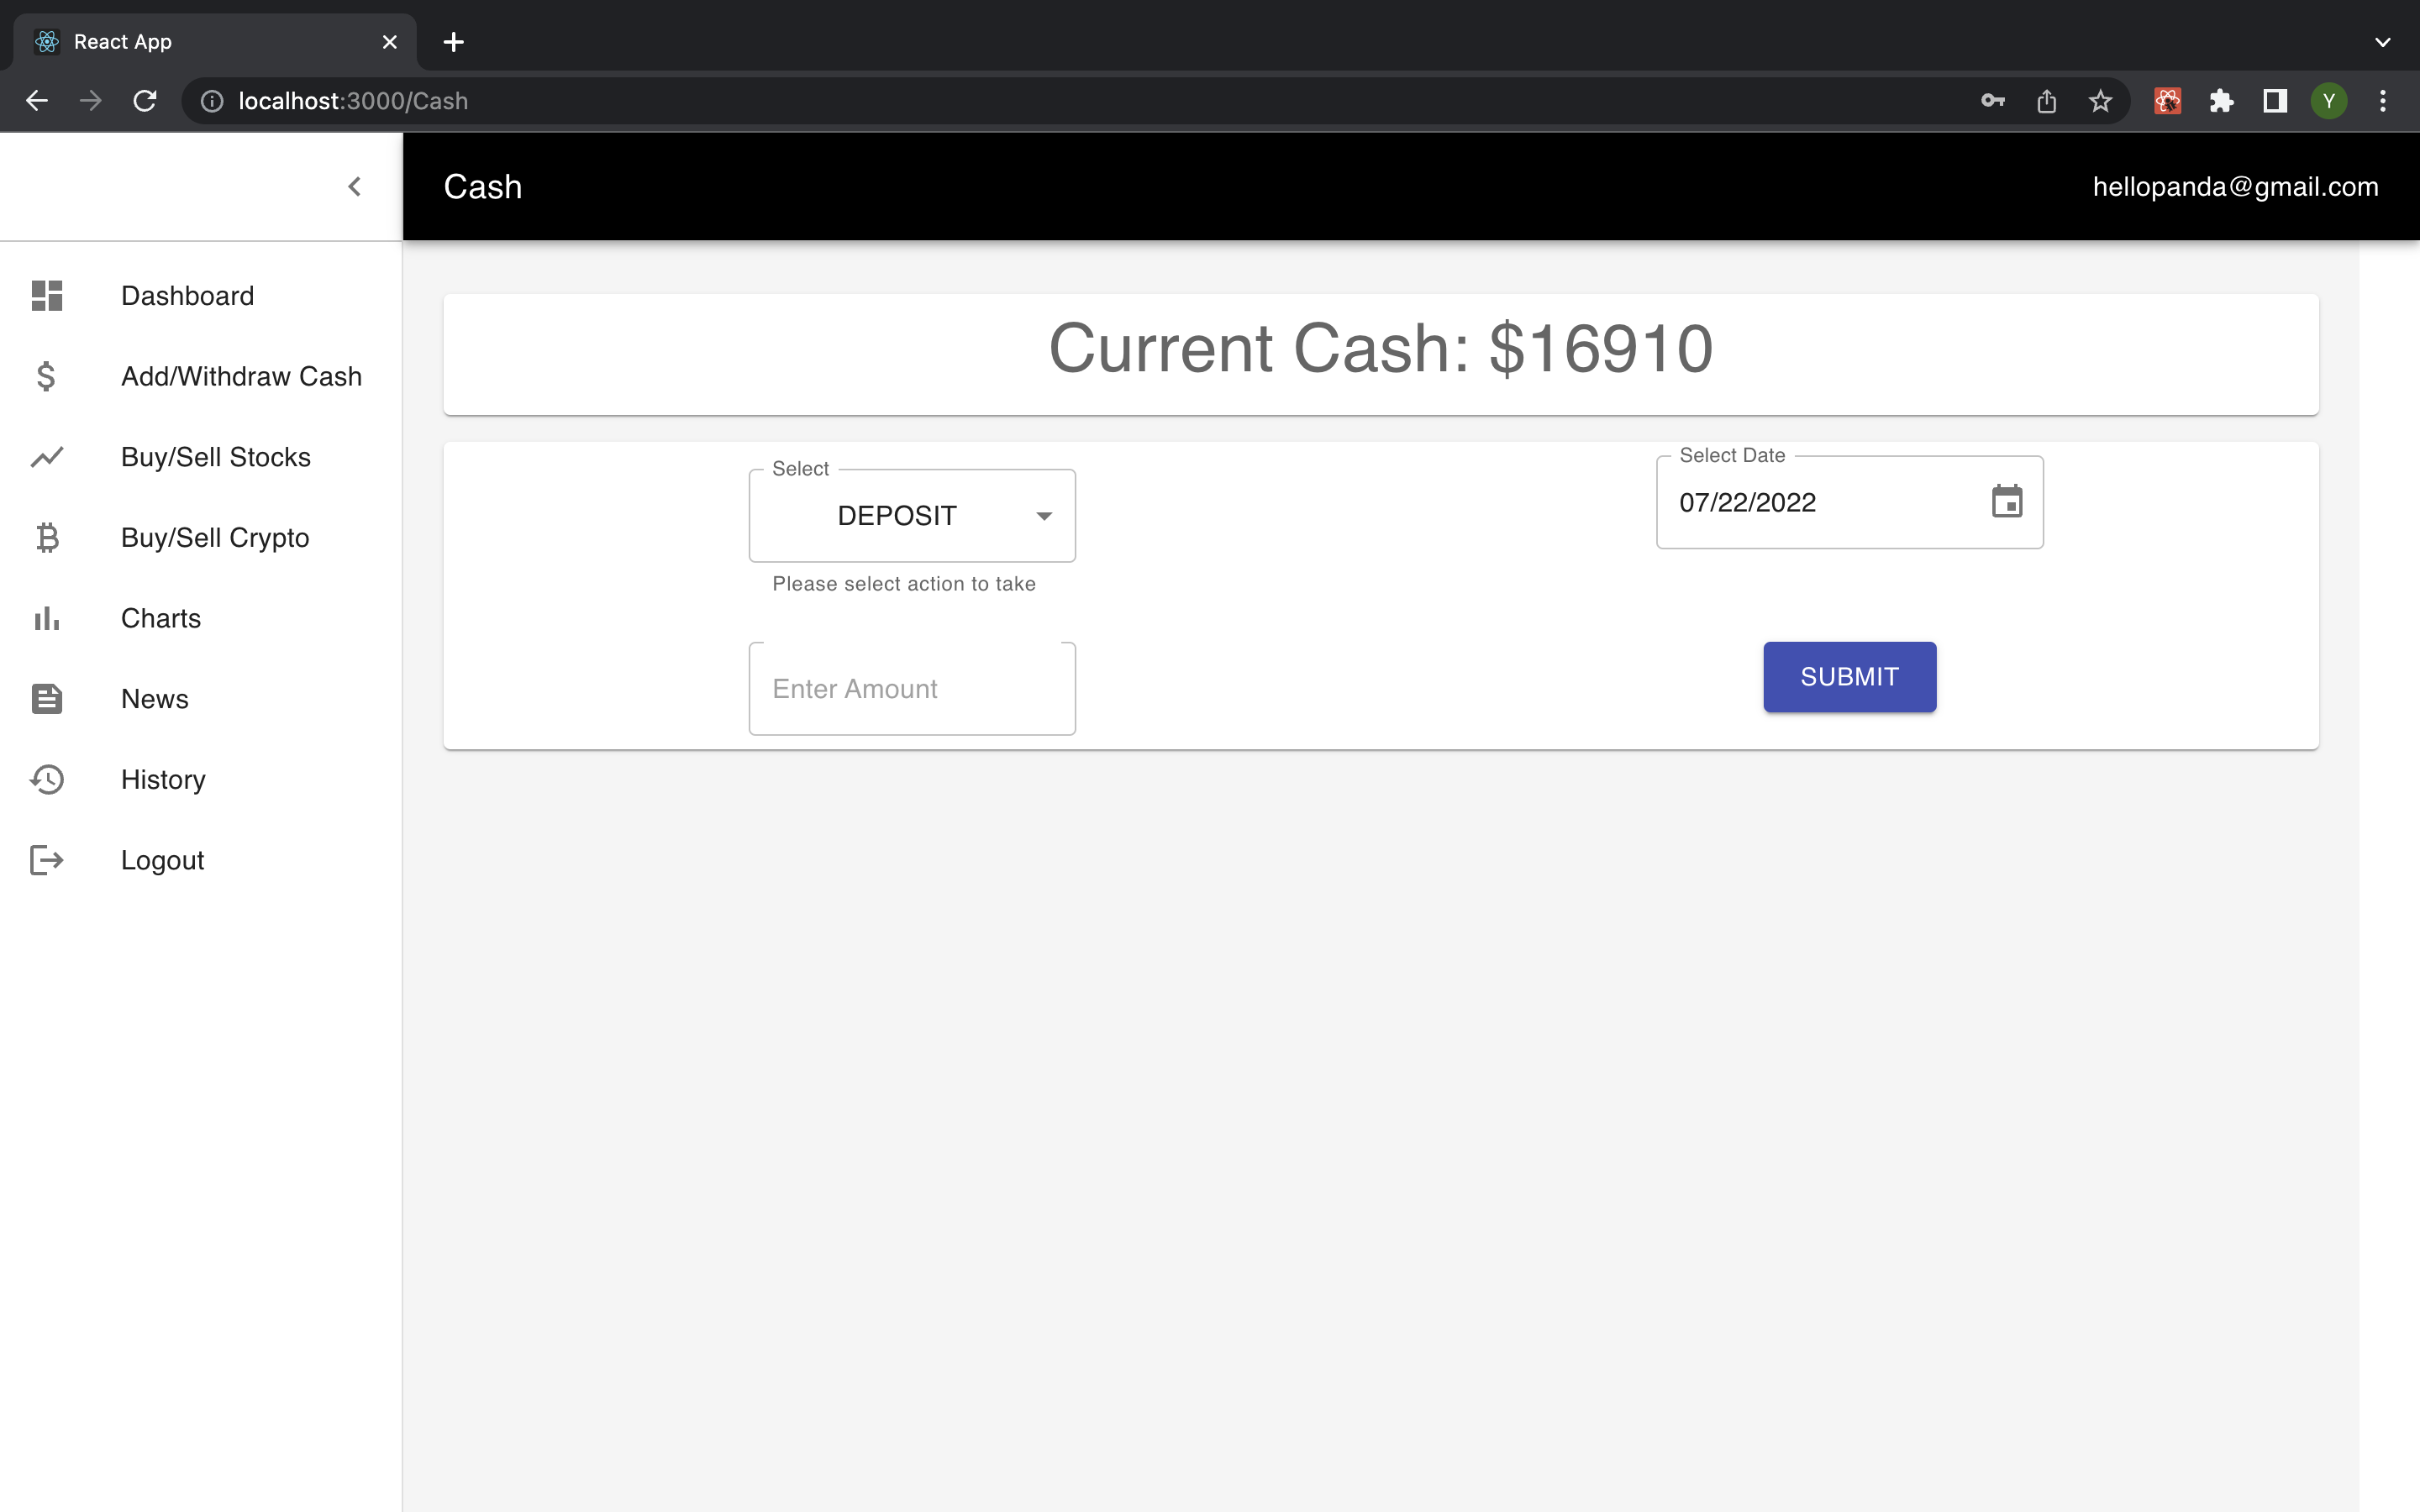 React App
localhost:3000/Cash
Y
Cash
hellopanda@gmail.com
Dashboard
Add/Withdraw Cash
Buy/Sell Stocks
Buy/Sell Crypto
Charts
News
History
Logout
Current Cash: $16910
Select
DEPOSIT
Please select action to take
Select Date
07/22/2022
Enter Amount
SUBMIT